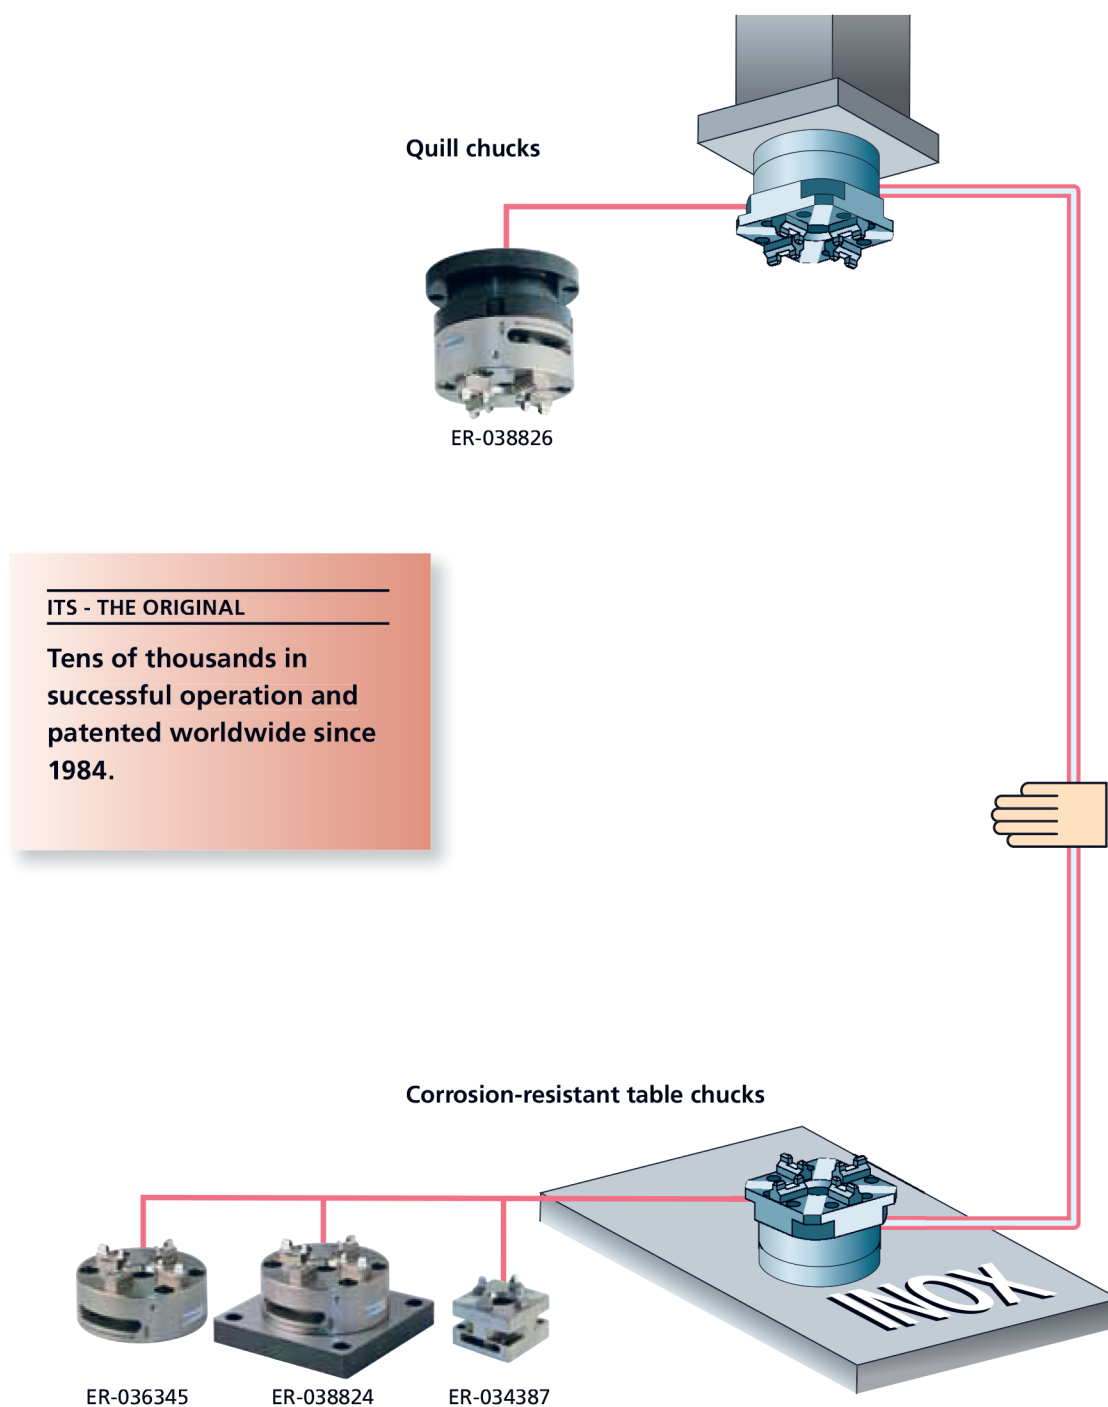 Quill chucks
ER-038826
ITS - THE ORIGINAL
Tens of thousands in
successful operation and
patented worldwide since
1984.
Corrosion-resistant table chucks
INOX
ER-036345
ER-038824
ER-034387